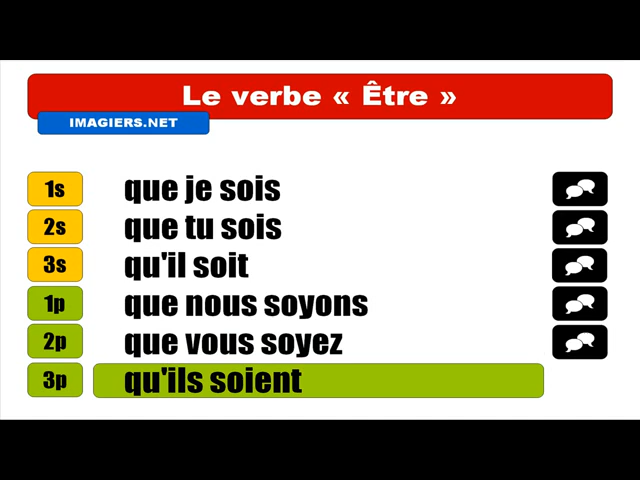 Le verbe « Être »
IMAGIERS.NET
1s que je sois
2s que tu sois
3s qu'il soit
1p que nous soyons
2p que vous soyez
3p qu'ils soient